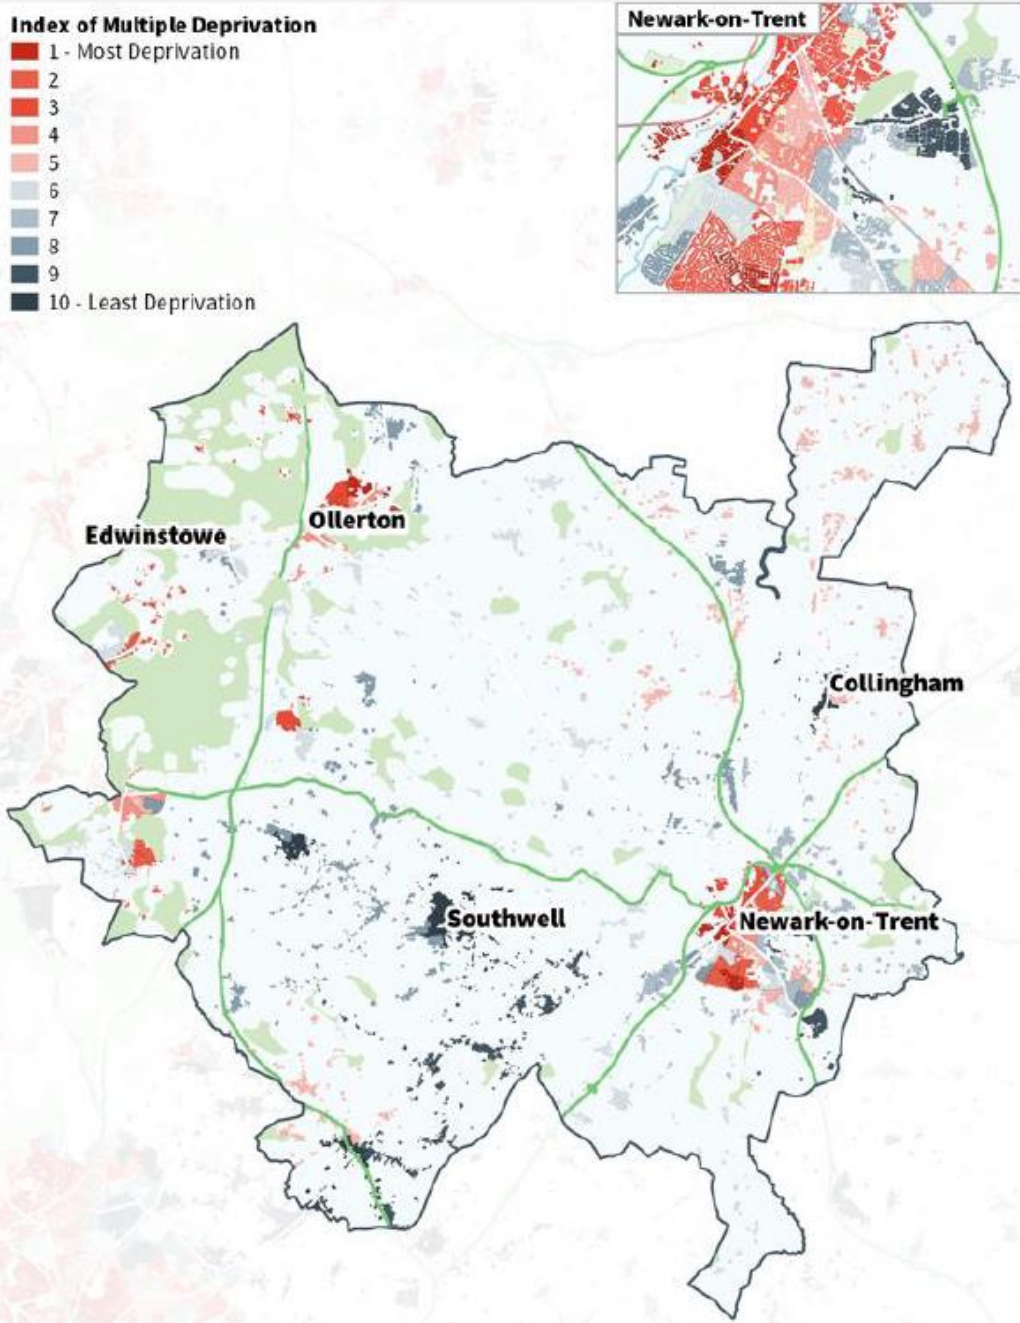 Index of Multiple Deprivation
1 - Most Deprivation
2
3
4
5
6
7
8
9
10 - Least Deprivation
Newark-on-Trent
Edwinstowe
Ollerton
Collingham
Southwell
Newark-on-Trent